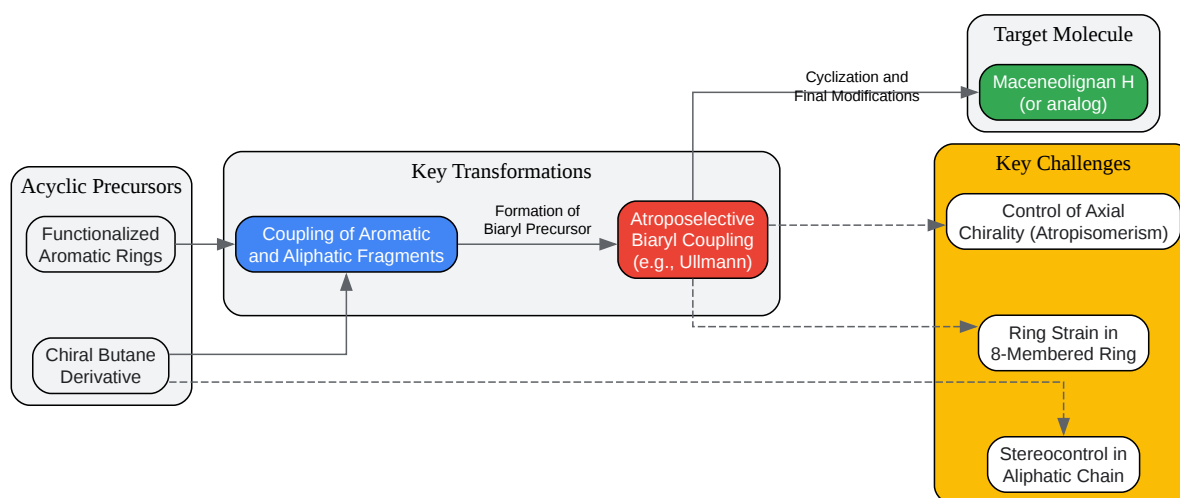 Acyclic Precursors
Functionalized
Aromatic Rings
Chiral Butane
Derivative
Key Transformations
Coupling of Aromatic
and Aliphatic Fragments
Formation of
Biaryl Precursor
Atroposelective
Biaryl Coupling
(e.g., Ullmann)
Cyclization and
Final Modifications
Target Molecule
Maceneolignan H
(or analog)
Key Challenges
Control of Axial
Chirality (Atropisomerism)
Ring Strain in
8-Membered Ring
Stereocontrol in
Aliphatic Chain